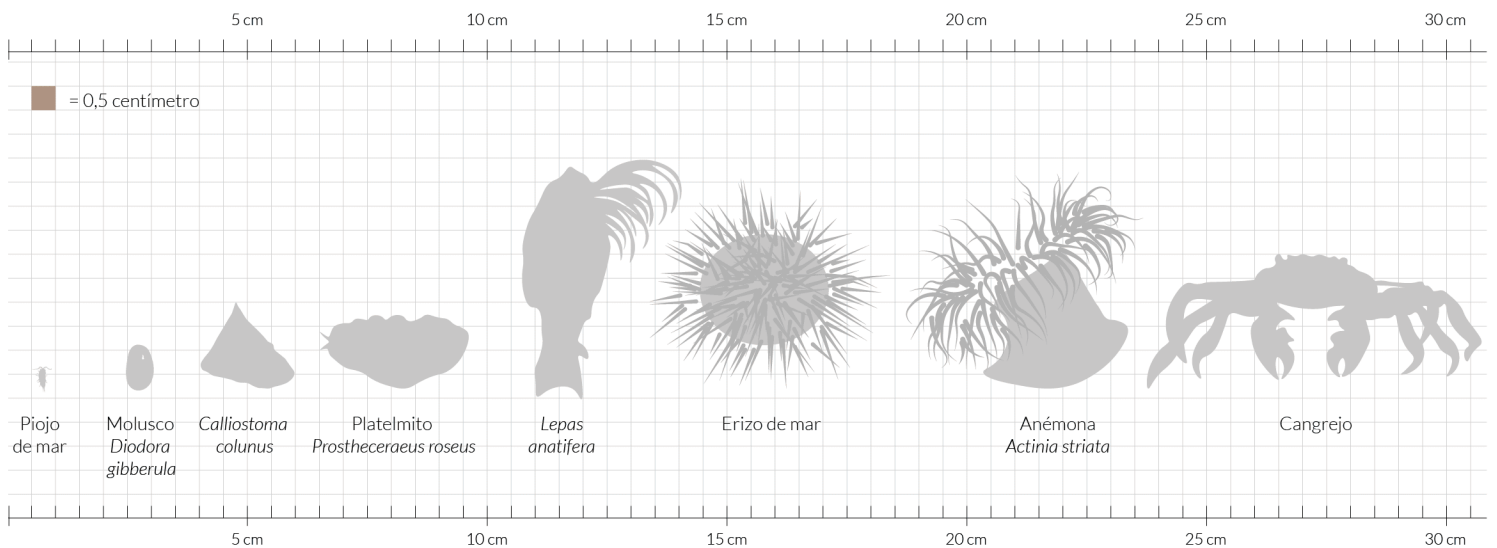 5 cm 10 cm 15 cm 20 cm 25 cm 30 cm
= 0,5 centímetro
Piojo
de mar
Molusco
Diodora
gibberula
Calliostoma
colunus
Platelmito
Prostheceraeus roseus
Lepas
anatifera
Erizo de mar
Anémona
Actinia striata
Cangrejo
5 cm 10 cm 15 cm 20 cm 25 cm 30 cm